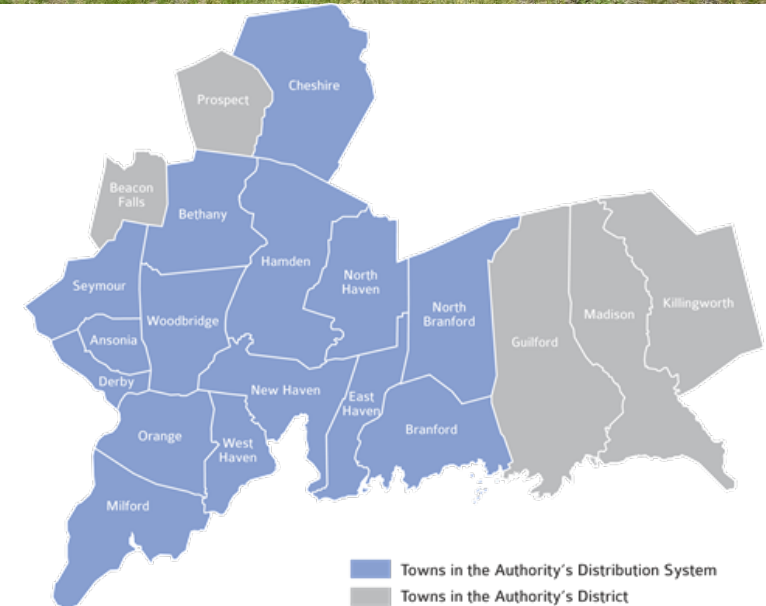 Cheshire
Prospect
Beacon
Falls
Bethany
Hamden
North
Haven
Seymour
Woodbridge
North
Branford
Killingworth
Madison
Guilford
Ansonia
Derby
New Haven
East
Haven
Branford
Orange
West
Haven
Milford
Towns in the Authority's Distribution System
Towns in the Authority's District